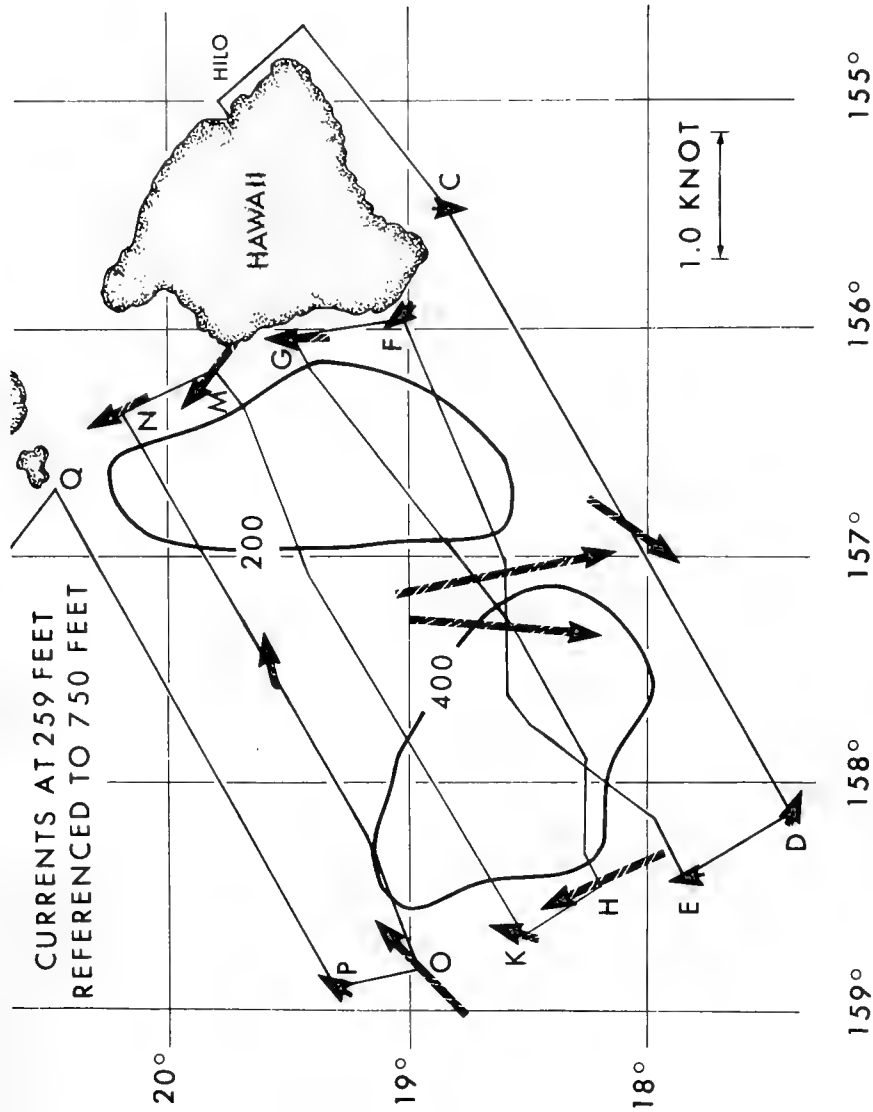 CURRENTS AT 259 FEET
REFERENCED TO 750 FEET
Q
N
20°
HILO
M
200
HAWAII
G
P
400
F
19°
O
C
K
H
18°
E
1.0 KNOT
D
159° 158° 157° 156° 155°